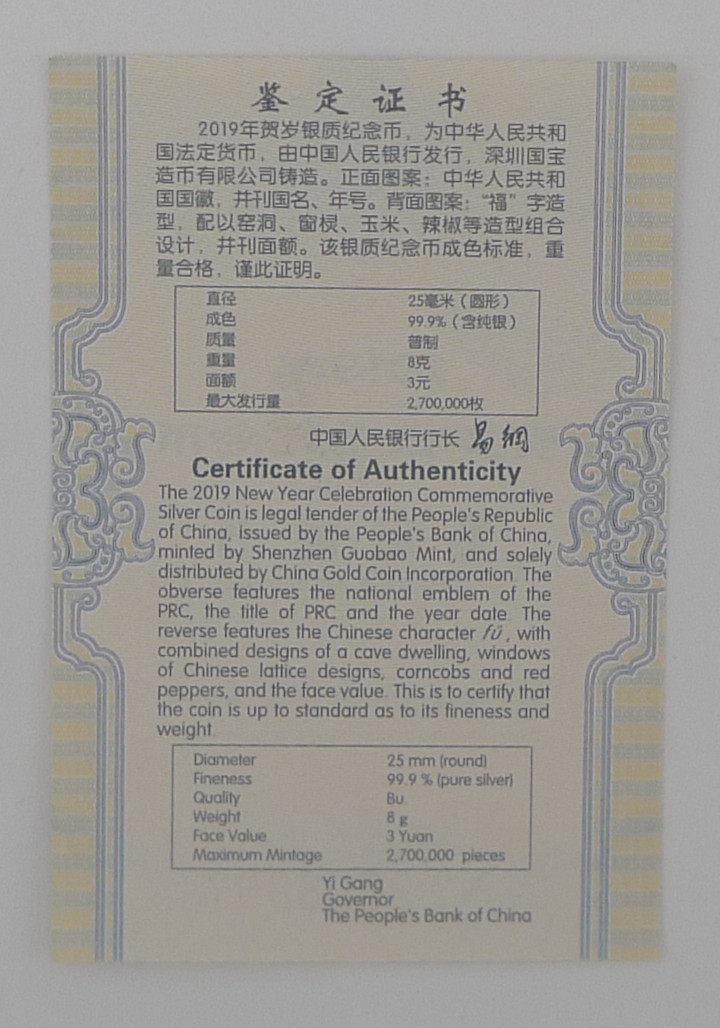 鉴定证书
2019年贺岁银质纪念币，为中华人民共和
国法定货币，由中国人民银行发行，深圳国宝
造币有限公司铸造。正面图案：中华人民共和
国国徽，并刊国名、年号。背面图案：“福”字造
型，配以窑洞、窗棂、玉米、辣椒等造型组合
设计，并刊面额。该银质纪念币成色标准，重
量合格，谨此证明。
直径 25毫米（圆形）
成色 99.9%（含纯银）
质量 普制
重量 8克
面额 3元
最大发行量 2,700,000枚
中国人民银行行长 易纲
Certificate of Authenticity
The 2019 New Year Celebration Commemorative
Silver Coin is legal tender of the People's Republic
of China, issued by the People's Bank of China,
minted by Shenzhen Guobao Mint, and solely
distributed by China Gold Coin Incorporation. The
obverse features the national emblem of the
PRC, the title of PRC and the year date. The
reverse features the Chinese character fú, with
combined designs of a cave dwelling, windows
of Chinese lattice designs, corncobs and red
peppers, and the face value. This is to certify that
the coin is up to standard as to its fineness and
weight.
Diameter 25 mm (round)
Fineness 99.9 % (pure silver)
Quality Bu.
Weight 8 g
Face Value 3 Yuan
Maximum Mintage 2,700,000 pieces
Yi Gang
Governor
The People's Bank of China